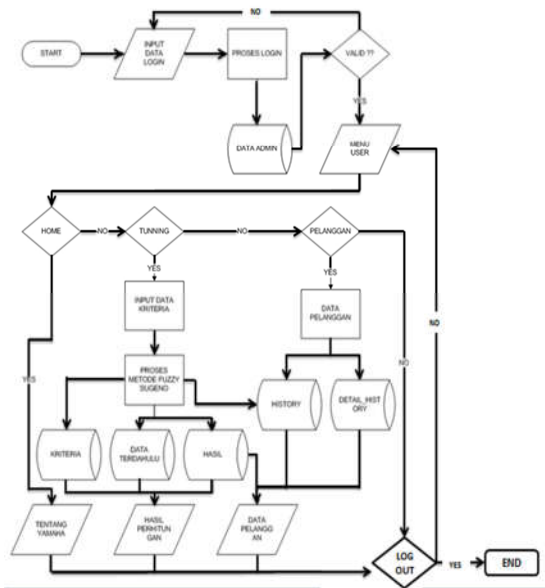 NO
START
INPUT
DATA
LOGIN
PROSES LOGIN
VALID ??
YES
DATA ADMIN
MENU
USER
HOME
NO
TUNNING
NO
PELANGGAN
YES
YES
INPUT DATA
KRITERIA
DATA
PELANGGAN
NO
PROSES
METODE FUZZY
SUGENO
YES
NO
HISTORY
DETAIL_HIST
ORY
KRITERIA
DATA
TERDAHULU
HASIL
TENTANG
YAMAHA
HASIL
PERHITUN
GAN
DATA
PELANGG
AN
LOG
OUT
YES
END